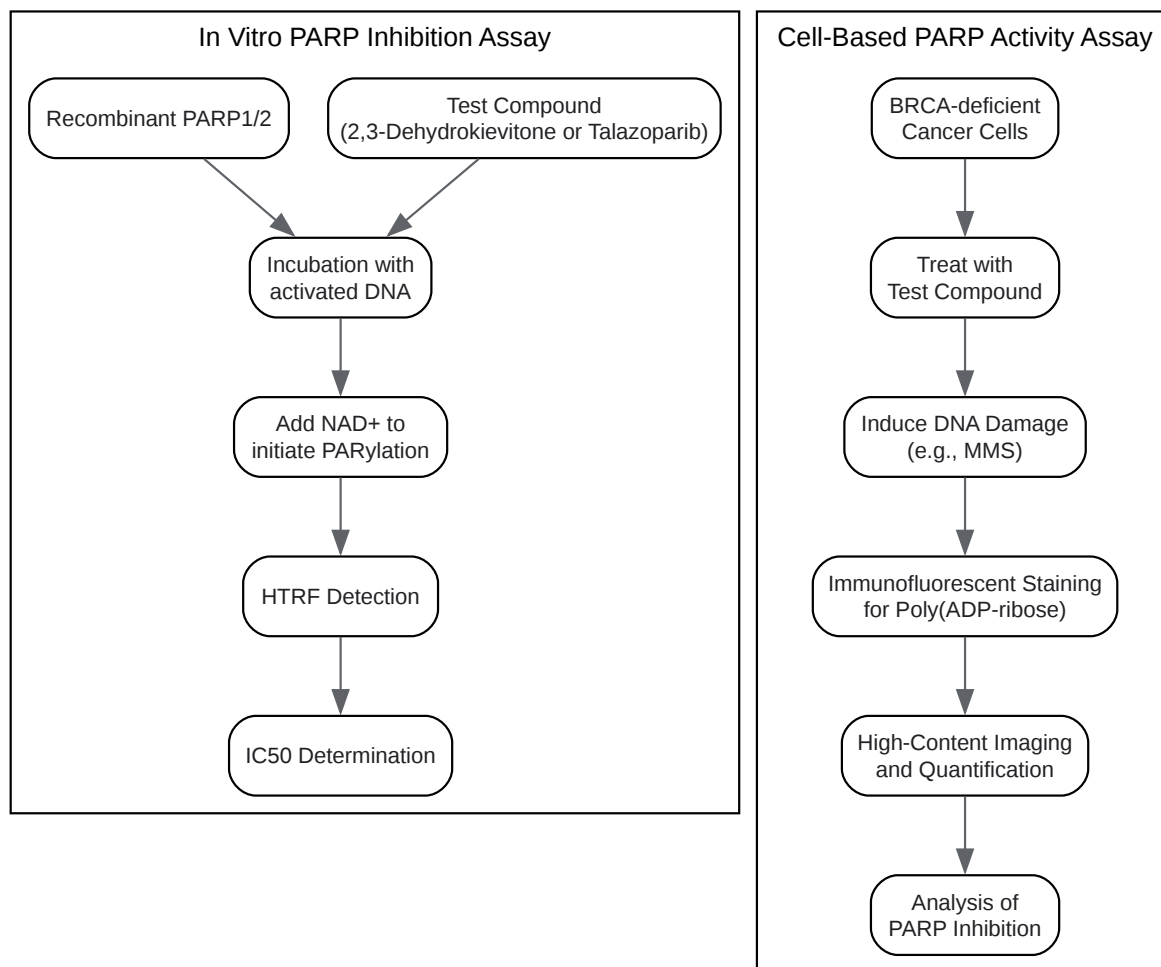 In Vitro PARP Inhibition Assay
Recombinant PARP1/2
Test Compound
(2,3-Dehydrokievitone or Talazoparib)
Incubation with
activated DNA
Add NAD+ to
initiate PARylation
HTRF Detection
IC50 Determination
Cell-Based PARP Activity Assay
BRCA-deficient
Cancer Cells
Treat with
Test Compound
Induce DNA Damage
(e.g., MMS)
Immunofluorescent Staining
for Poly(ADP-ribose)
High-Content Imaging
and Quantification
Analysis of
PARP Inhibition